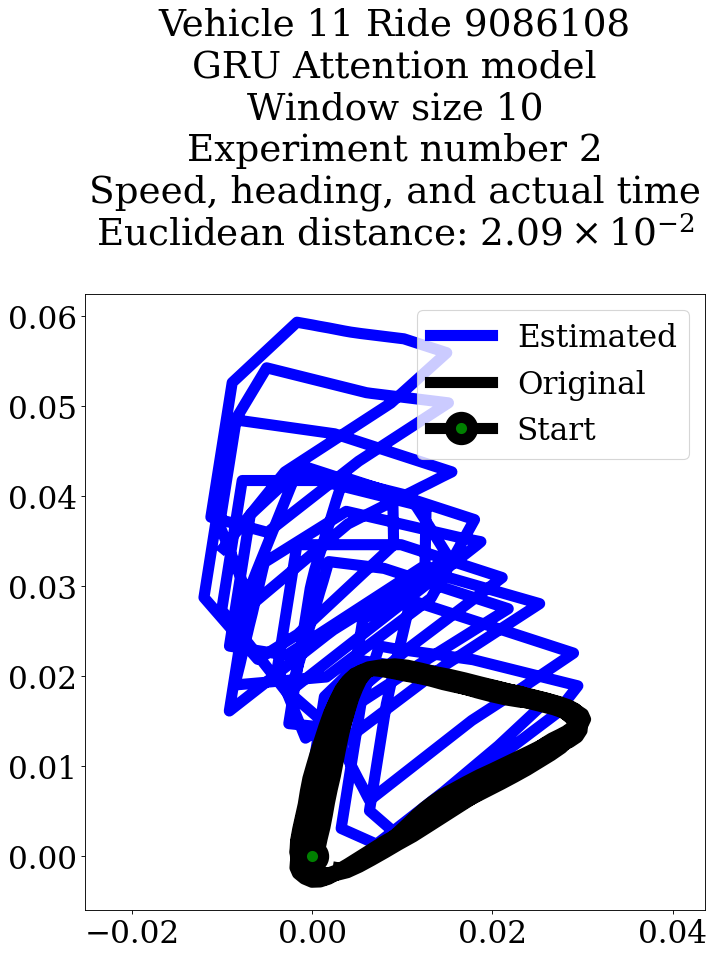 Vehicle 11 Ride 9086108
GRU Attention model
Window size 10
Experiment number 2
Speed, heading, and actual time
Euclidean distance: 2.09 × 10⁻²
Estimated
Original
Start
0.06
0.05
0.04
0.03
0.02
0.01
0.00
−0.02 0.00 0.02 0.04